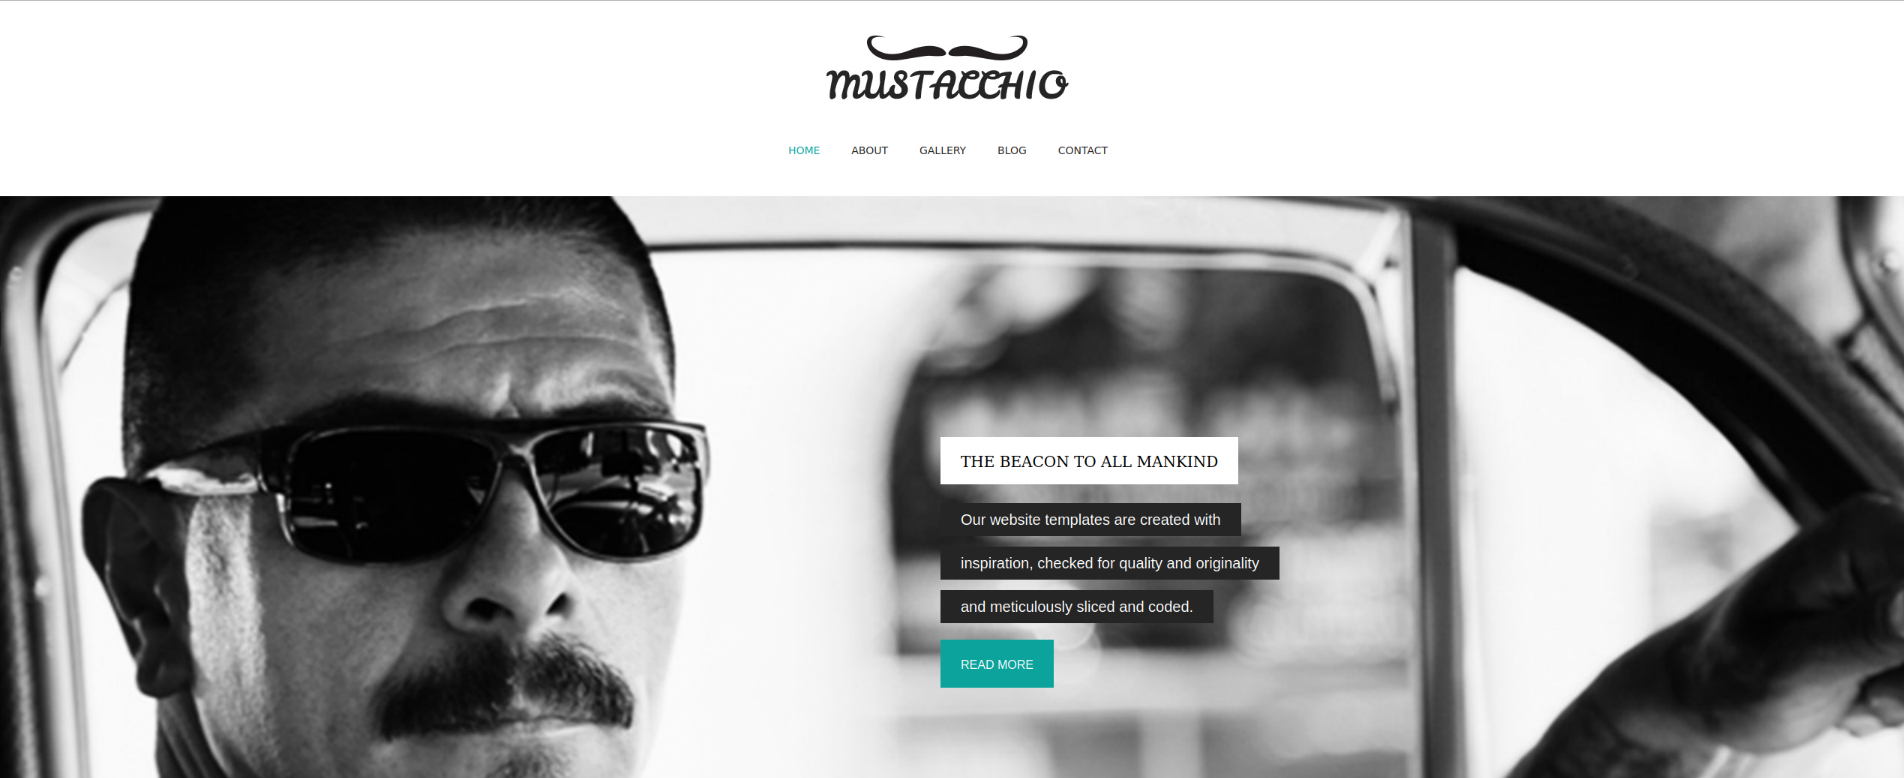 MUSTACCHIO
HOME ABOUT GALLERY BLOG CONTACT
THE BEACON TO ALL MANKIND
Our website templates are created with
inspiration, checked for quality and originality
and meticulously sliced and coded.
READ MORE